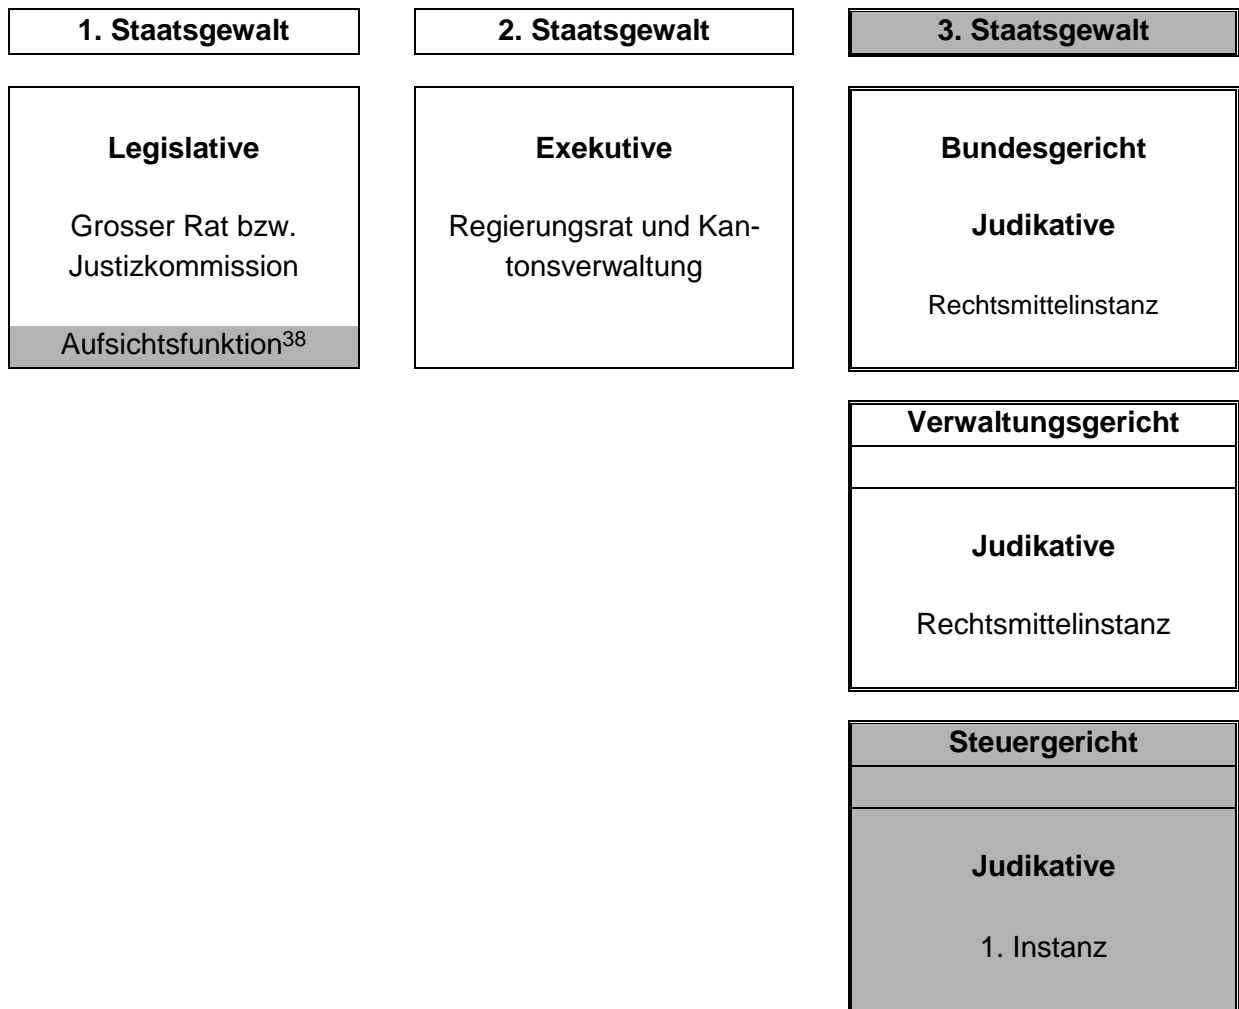 1. Staatsgewalt
2. Staatsgewalt
3. Staatsgewalt
Legislative
Grosser Rat bzw.
Justizkommission
Aufsichtsfunktion38
Exekutive
Regierungsrat und Kan-
tonsverwaltung
Bundesgericht
Judikative
Rechtsmittelinstanz
Verwaltungsgericht
Judikative
Rechtsmittelinstanz
Steuergericht
Judikative
1. Instanz